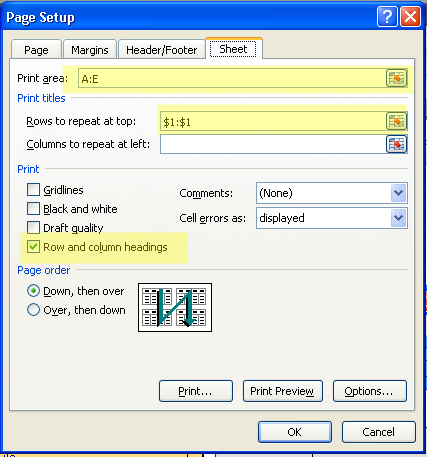 Page Setup
Page Margins Header/Footer Sheet
Print area: A:E
Print titles
Rows to repeat at top: $1:$1
Columns to repeat at left:
Print
Gridlines Comments: (None)
Black and white Cell errors as: displayed
Draft quality
Row and column headings
Page order
Down, then over
Over, then down
Print... Print Preview Options...
OK Cancel